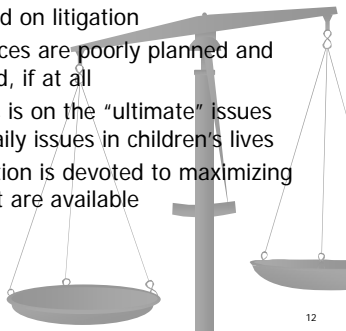 d on litigation
ces are poorly planned and
d, if at all
is on the “ultimate” issues
aily issues in children’s lives
tion is devoted to maximizing
t are available
12